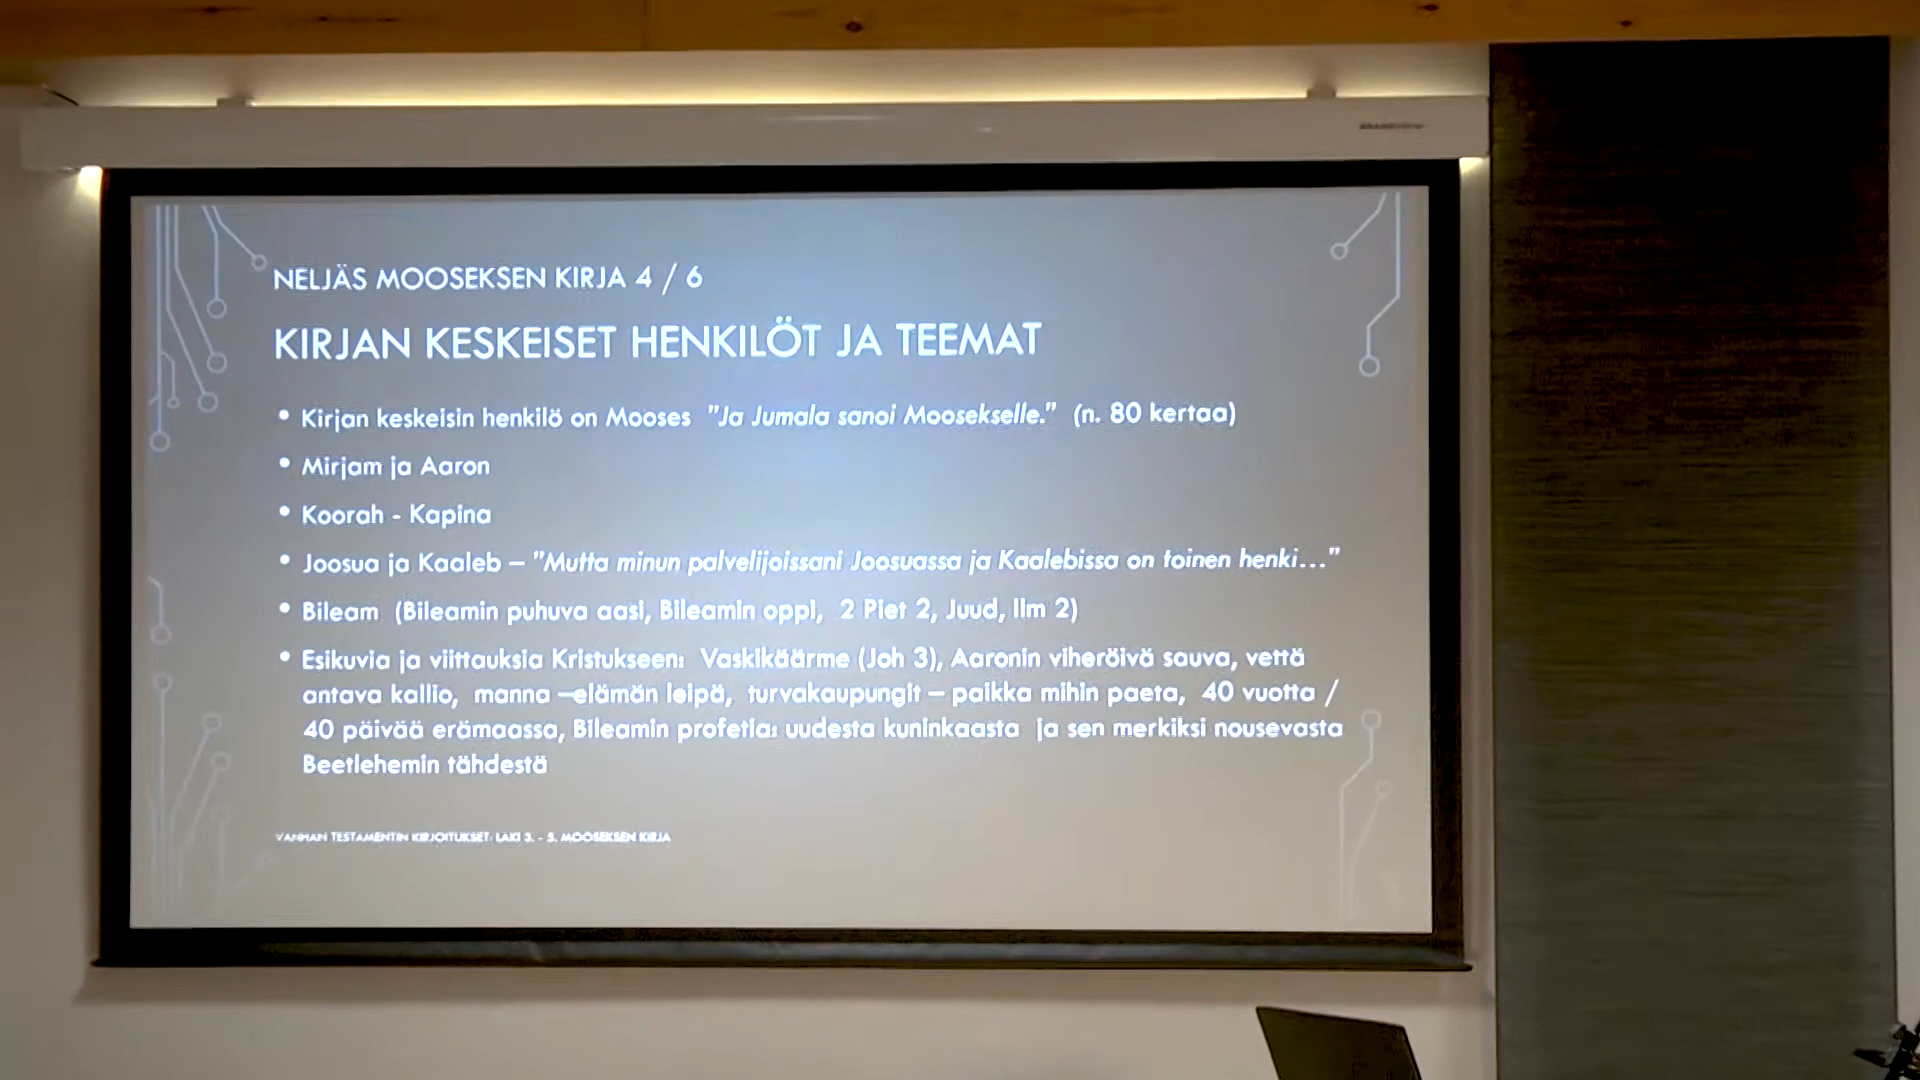 NELJÄS MOOSEKSEN KIRJA 4 / 6
KIRJAN KESKEISET HENKILÖT JA TEEMAT
• Kirjan keskeisin henkilö on Mooses "Ja Jumala sanoi Moosekselle." (n. 80 kertaa)
• Mirjam ja Aaron
• Koorah - Kapina
• Joosua ja Kaaleb – "Mutta minun palvelijoissani Joosuassa ja Kaalebissa on toinen henki…"
• Bileam (Bileamin puhuva aasi, Bileamin oppi, 2 Piet 2, Juud, Ilm 2)
• Esikuvia ja viittauksia Kristukseen: Vaskikäärme (Joh 3), Aaronin viheröivä sauva, vettä
antava kallio, manna –elämän leipä, turvakaupungit – paikka mihin paeta, 40 vuotta /
40 päivää erämaassa, Bileamin profetia: uudesta kuninkaasta ja sen merkiksi nousevasta
Beetlehemin tähdestä
VANHAN TESTAMENTIN KIRJOITUKSET: LAKI 3. - 5. MOOSEKSEN KIRJA